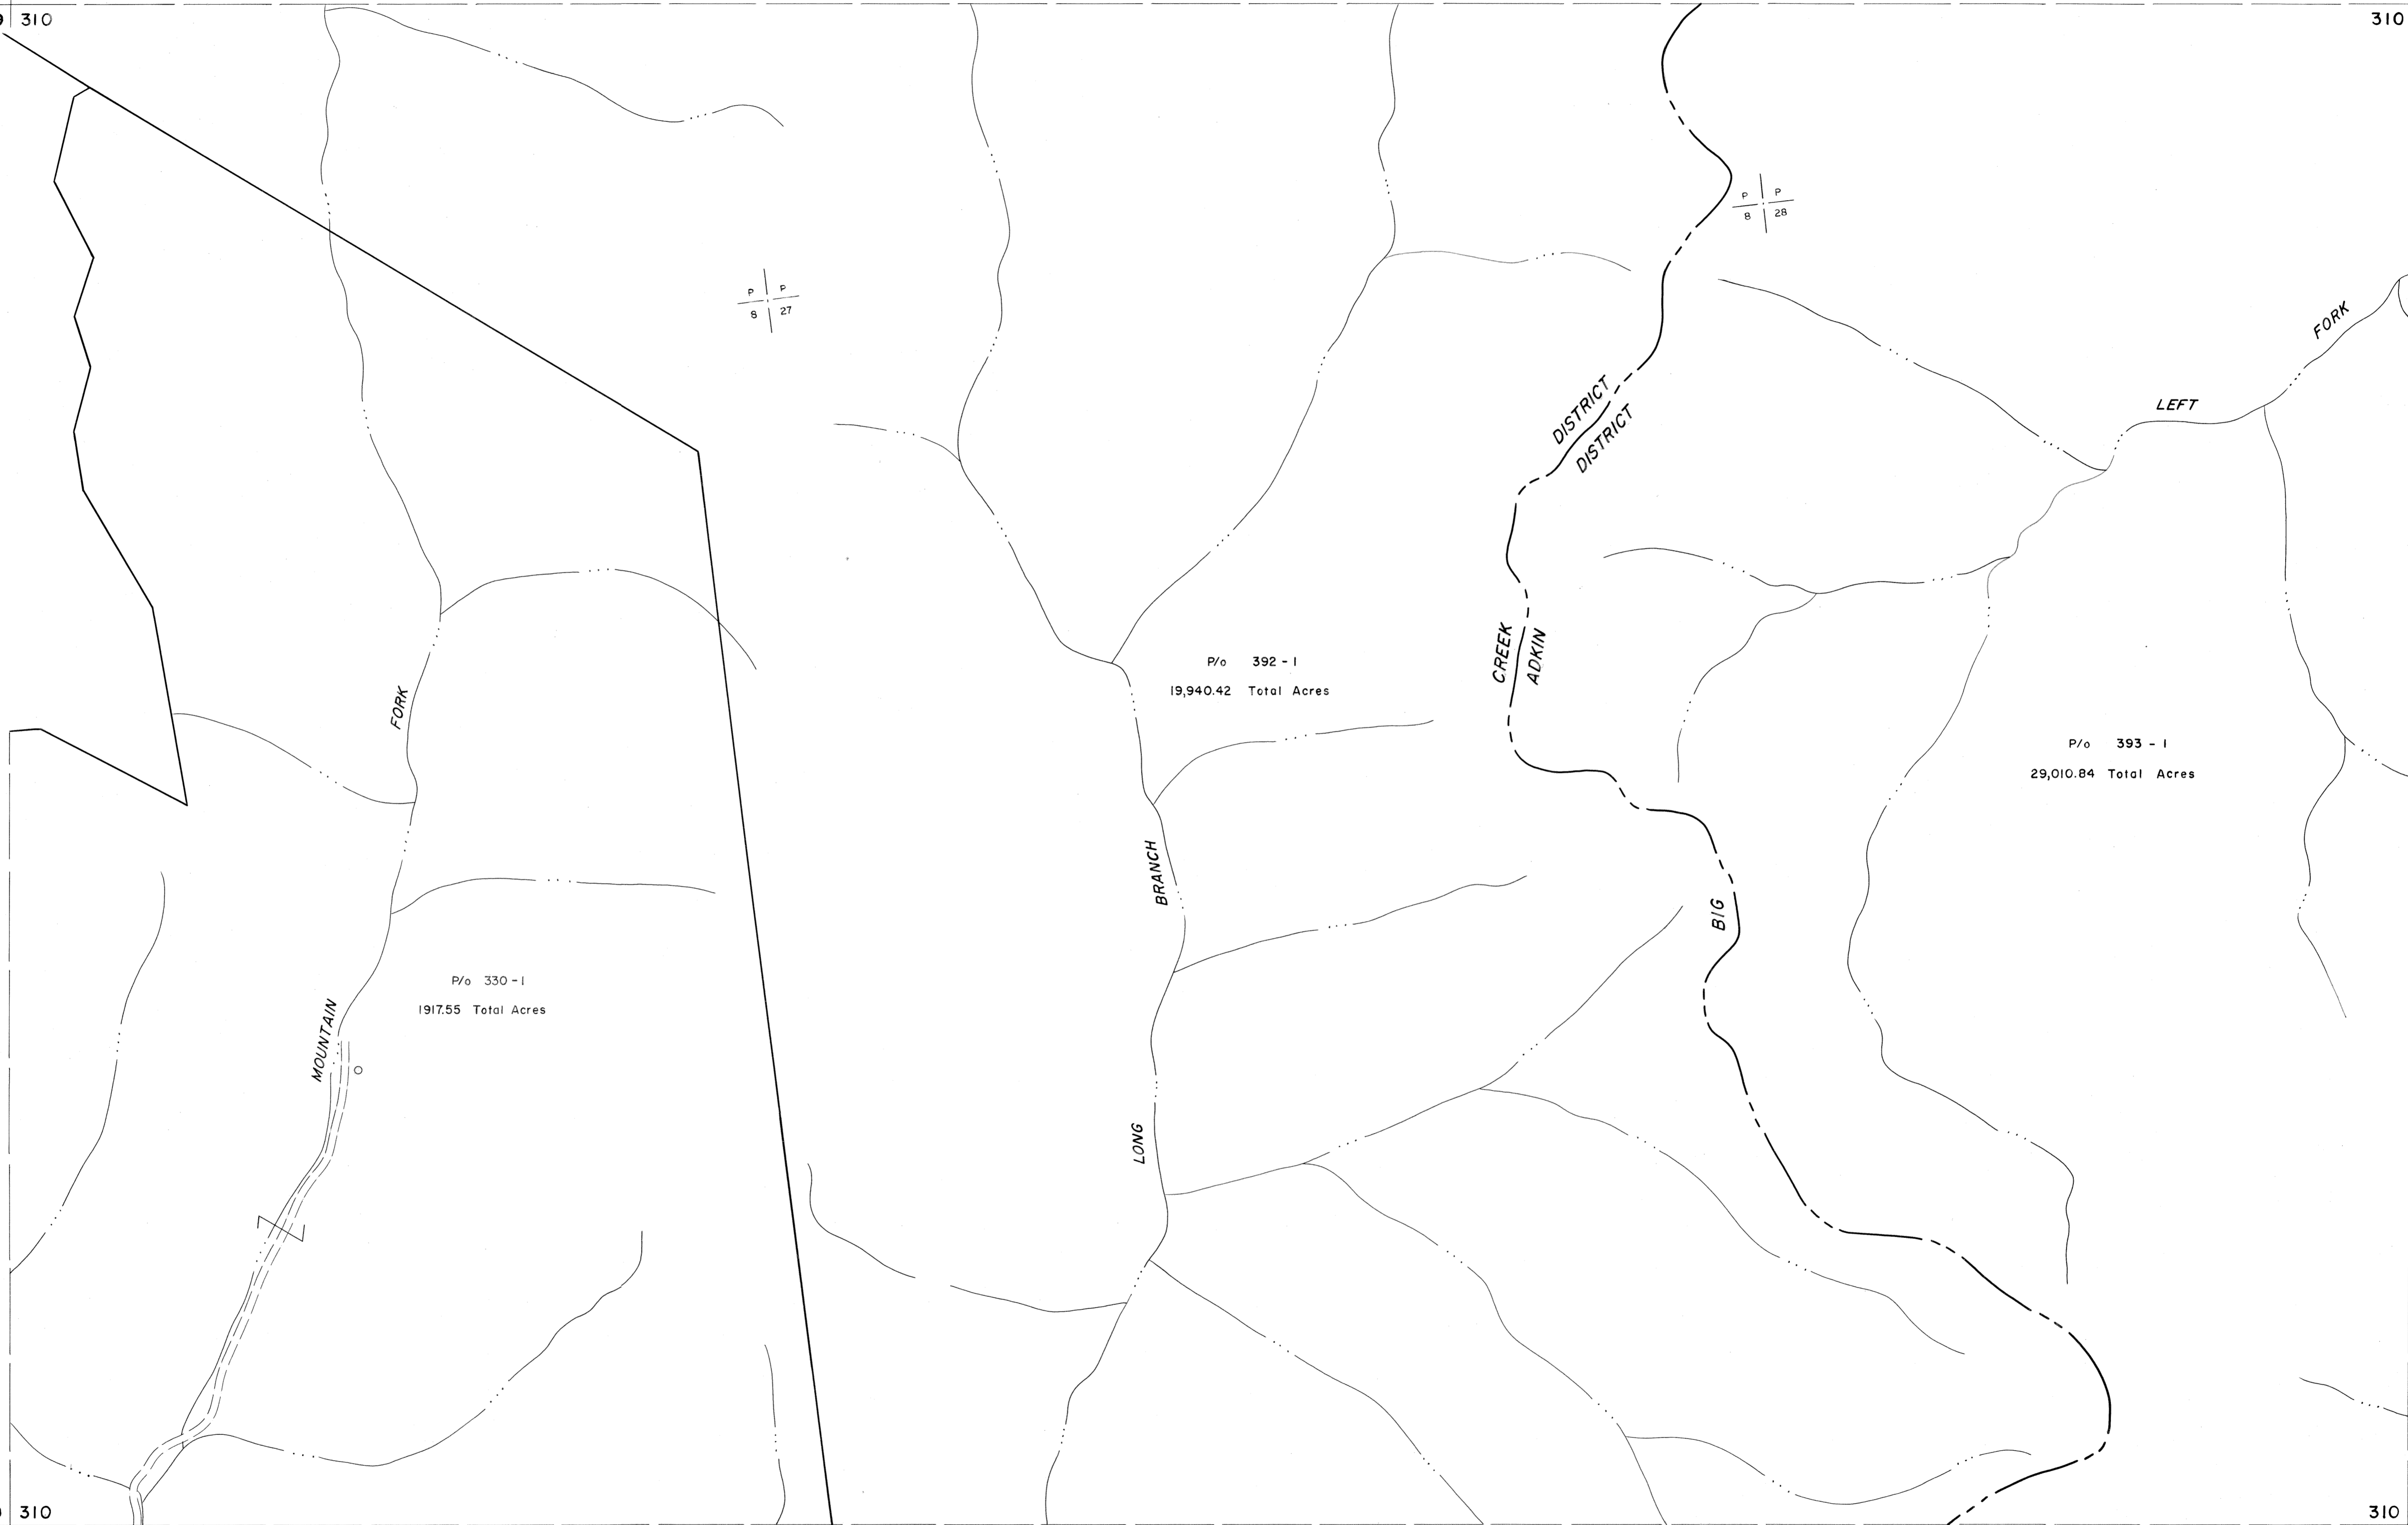 9 310
310
P P
8 28
P P
8 27
FORK
LEFT
DISTRICT
DISTRICT
CREEK
ADKIN
P/o 392 - 1
19,940.42 Total Acres
FORK
P/o 393 - 1
29,010.84 Total Acres
BRANCH
BIG
P/o 330 - 1
1917.55 Total Acres
MOUNTAIN
LONG
310
310